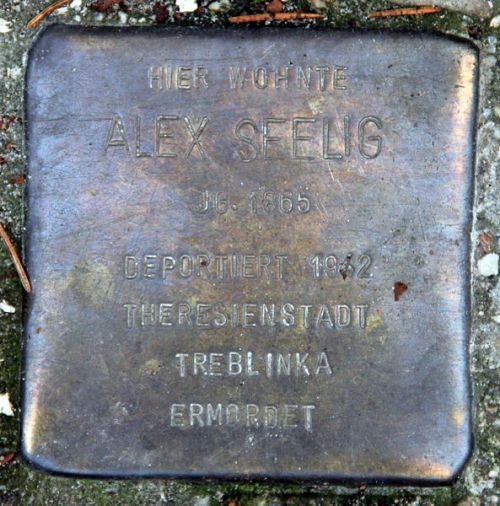 HIER WOHNTE
ALEX SEELIG
JG. 1865
DEPORTIERT 1942
THERESIENSTADT
TREBLINKA
ERMORDET